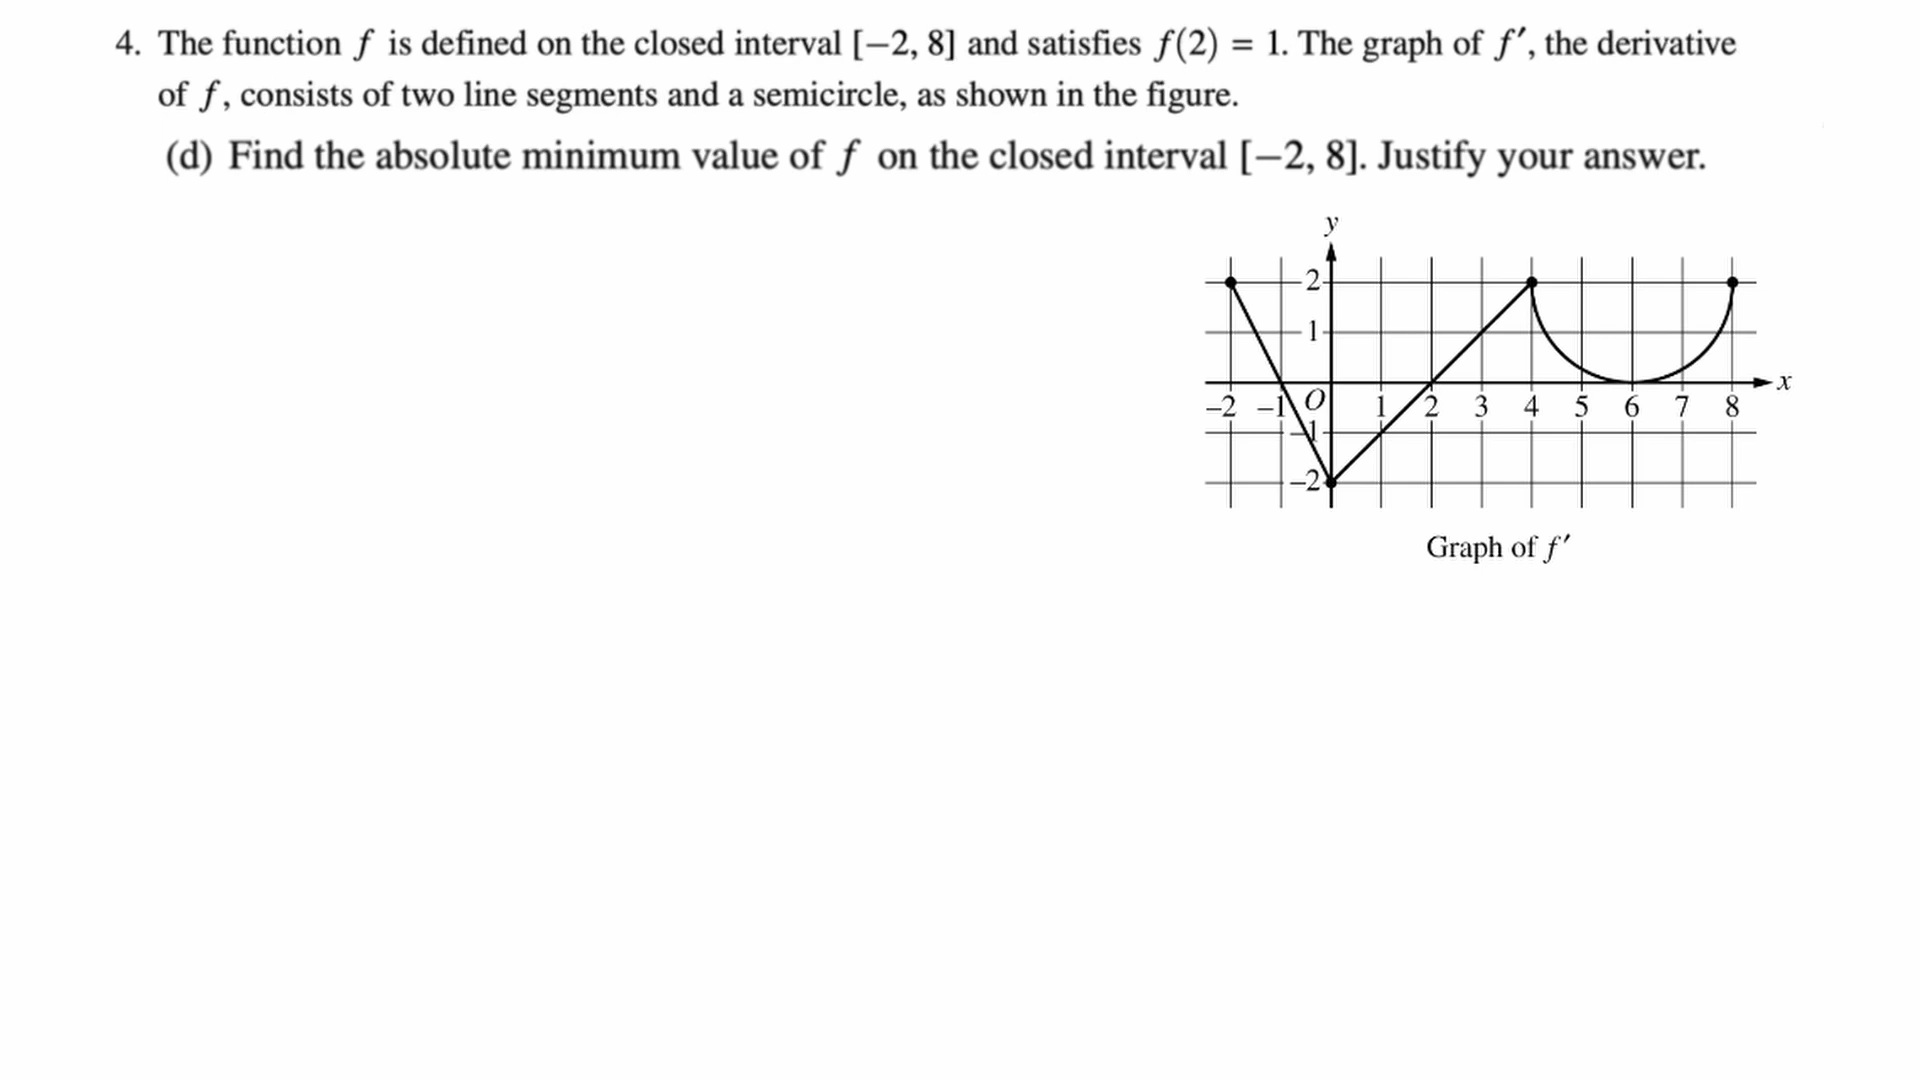 4. The function f is defined on the closed interval [−2, 8] and satisfies f(2) = 1. The graph of f′, the derivative
of f, consists of two line segments and a semicircle, as shown in the figure.
(d) Find the absolute minimum value of f on the closed interval [−2, 8]. Justify your answer.
y
2
1
x
−2 −1 O 1 2 3 4 5 6 7 8
−1
−2
Graph of f′